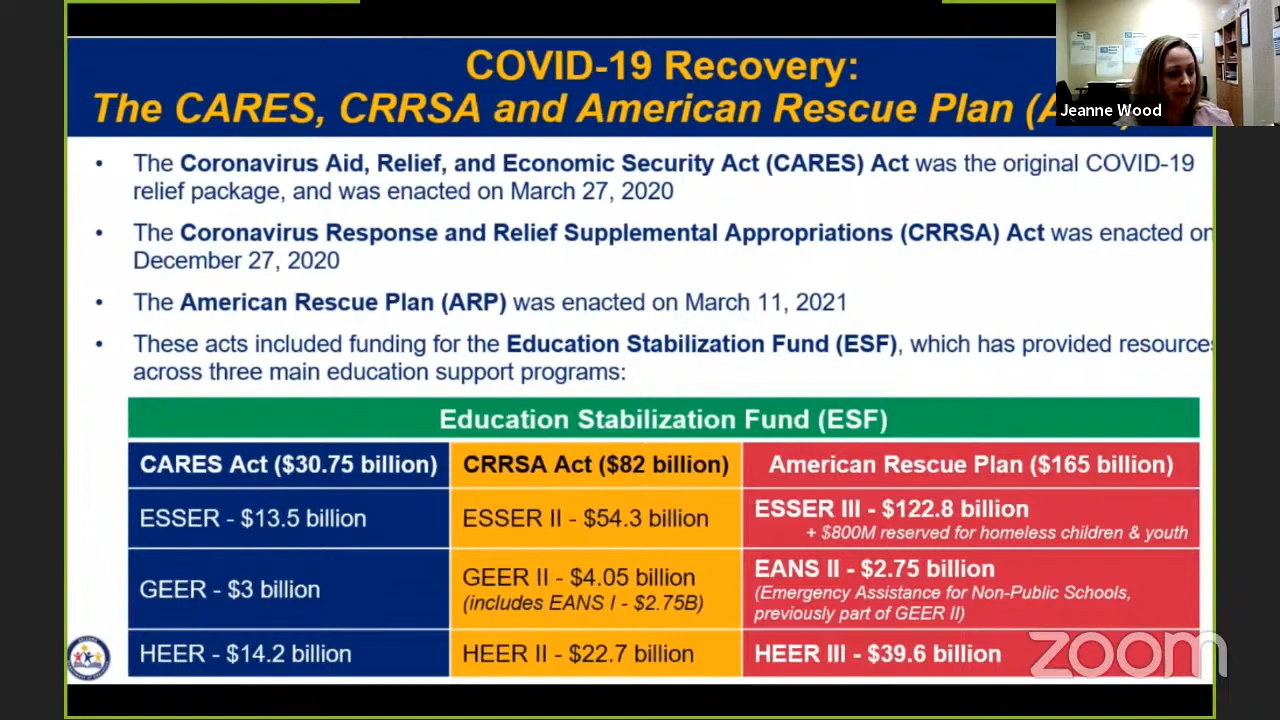 COVID-19 Recovery:
The CARES, CRRSA and American Rescue Plan
Jeanne Wood
• The Coronavirus Aid, Relief, and Economic Security Act (CARES) Act was the original COVID-19
relief package, and was enacted on March 27, 2020
• The Coronavirus Response and Relief Supplemental Appropriations (CRRSA) Act was enacted on
December 27, 2020
• The American Rescue Plan (ARP) was enacted on March 11, 2021
• These acts included funding for the Education Stabilization Fund (ESF), which has provided resources
across three main education support programs:
Education Stabilization Fund (ESF)
CARES Act ($30.75 billion) CRRSA Act ($82 billion) American Rescue Plan ($165 billion)
ESSER - $13.5 billion ESSER II - $54.3 billion ESSER III - $122.8 billion
+ $800M reserved for homeless children & youth
GEER - $3 billion GEER II - $4.05 billion EANS II - $2.75 billion
(includes EANS I - $2.75B) (Emergency Assistance for Non-Public Schools,
previously part of GEER II)
HEER - $14.2 billion HEER II - $22.7 billion HEER III - $39.6 billion
zoom